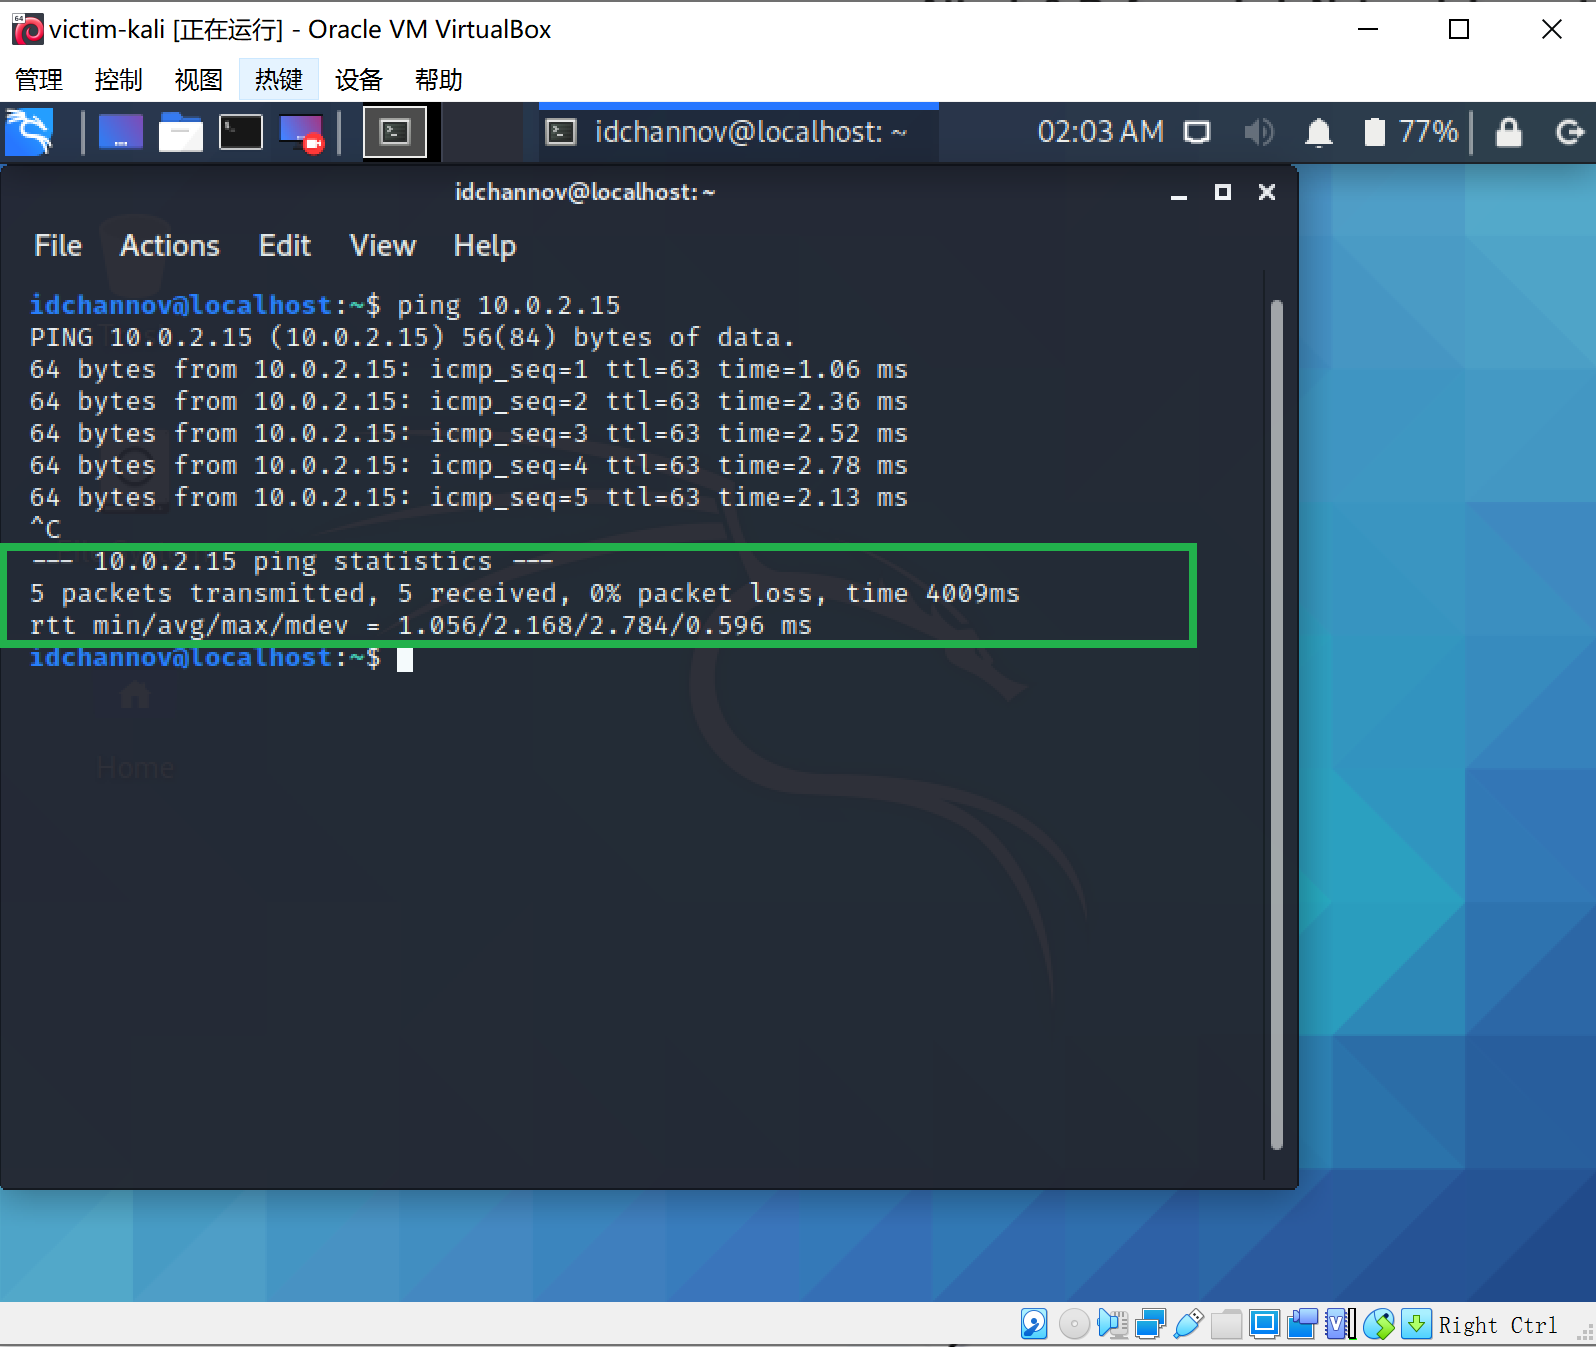 victim-kali [正在运行] - Oracle VM VirtualBox
管理 控制 视图 热键 设备 帮助
idchannov@localhost: ~ 02:03 AM 77%
idchannov@localhost: ~
File Actions Edit View Help
idchannov@localhost:~$ ping 10.0.2.15
PING 10.0.2.15 (10.0.2.15) 56(84) bytes of data.
64 bytes from 10.0.2.15: icmp_seq=1 ttl=63 time=1.06 ms
64 bytes from 10.0.2.15: icmp_seq=2 ttl=63 time=2.36 ms
64 bytes from 10.0.2.15: icmp_seq=3 ttl=63 time=2.52 ms
64 bytes from 10.0.2.15: icmp_seq=4 ttl=63 time=2.78 ms
64 bytes from 10.0.2.15: icmp_seq=5 ttl=63 time=2.13 ms
^C
--- 10.0.2.15 ping statistics ---
5 packets transmitted, 5 received, 0% packet loss, time 4009ms
rtt min/avg/max/mdev = 1.056/2.168/2.784/0.596 ms
idchannov@localhost:~$
Home
Right Ctrl